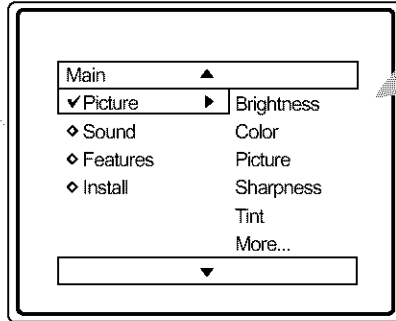 Main
Picture Brightness
Sound Color
Features Picture
Install Sharpness
Tint
More...